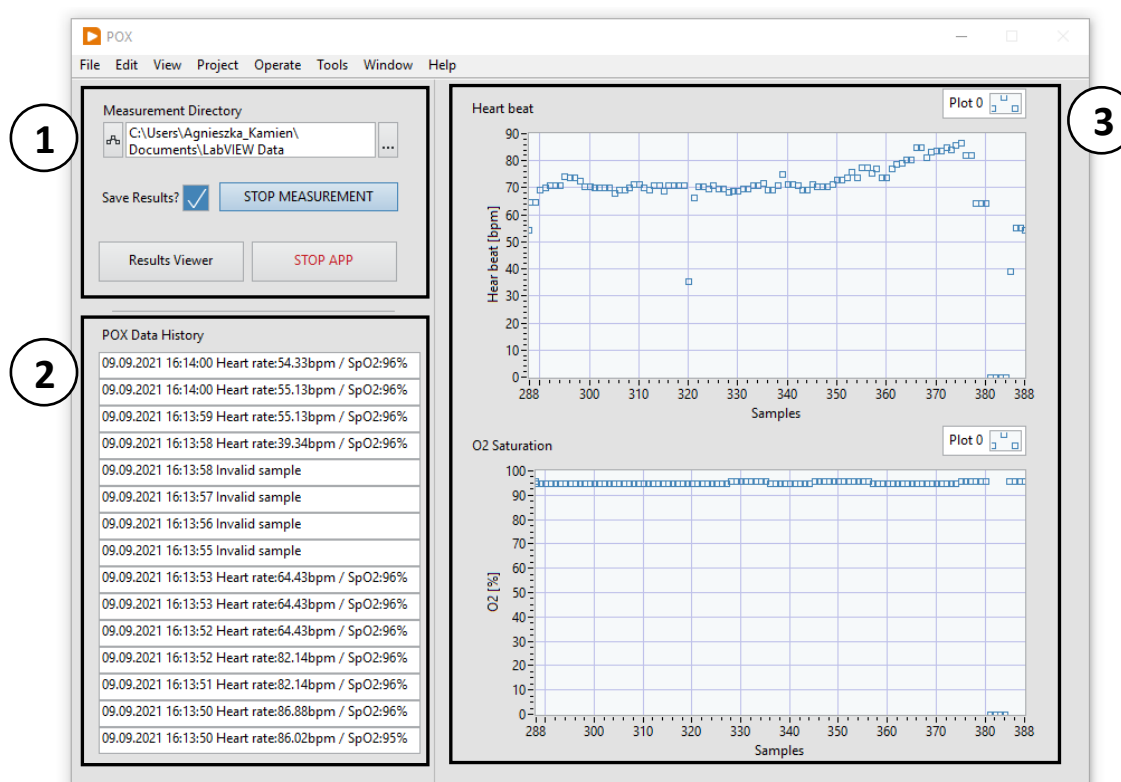 POX
File Edit View Project Operate Tools Window Help
1
Measurement Directory
C:\Users\Agnieszka_Kamien\
Documents\LabVIEW Data
...
Save Results?
STOP MEASUREMENT
Results Viewer
STOP APP
2
POX Data History
09.09.2021 16:14:00 Heart rate:54.33bpm / SpO2:96%
09.09.2021 16:14:00 Heart rate:55.13bpm / SpO2:96%
09.09.2021 16:13:59 Heart rate:55.13bpm / SpO2:96%
09.09.2021 16:13:58 Heart rate:39.34bpm / SpO2:96%
09.09.2021 16:13:58 Invalid sample
09.09.2021 16:13:57 Invalid sample
09.09.2021 16:13:56 Invalid sample
09.09.2021 16:13:55 Invalid sample
09.09.2021 16:13:53 Heart rate:64.43bpm / SpO2:96%
09.09.2021 16:13:53 Heart rate:64.43bpm / SpO2:96%
09.09.2021 16:13:52 Heart rate:64.43bpm / SpO2:96%
09.09.2021 16:13:52 Heart rate:82.14bpm / SpO2:96%
09.09.2021 16:13:51 Heart rate:82.14bpm / SpO2:96%
09.09.2021 16:13:50 Heart rate:86.88bpm / SpO2:96%
09.09.2021 16:13:50 Heart rate:86.02bpm / SpO2:95%
3
Heart beat
Plot 0
Hear beat [bpm]
90
80
70
60
50
40
30
20
10
0
288 300 310 320 330 340 350 360 370 380 388
Samples
O2 Saturation
Plot 0
O2 [%]
100
90
80
70
60
50
40
30
20
10
0
288 300 310 320 330 340 350 360 370 380 388
Samples